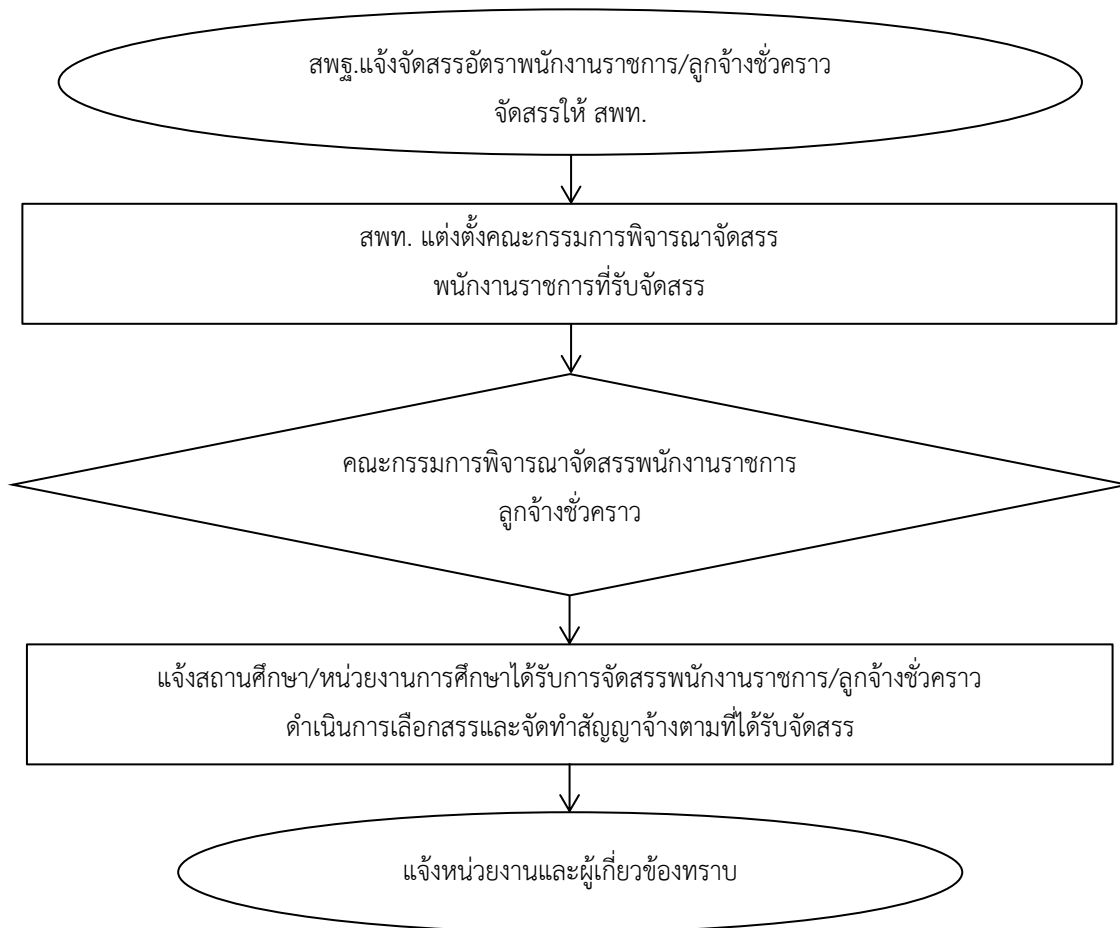 สพฐ.แจ้งจัดสรรอัตราพนักงานราชการ/ลูกจ้างชั่วคราว
จัดสรรให้ สพท.
สพท. แต่งตั้งคณะกรรมการพิจารณาจัดสรร
พนักงานราชการที่รับจัดสรร
คณะกรรมการพิจารณาจัดสรรพนักงานราชการ
ลูกจ้างชั่วคราว
แจ้งสถานศึกษา/หน่วยงานการศึกษาได้รับการจัดสรรพนักงานราชการ/ลูกจ้างชั่วคราว
ดำเนินการเลือกสรรและจัดทำสัญญาจ้างตามที่ได้รับจัดสรร
แจ้งหน่วยงานและผู้เกี่ยวข้องทราบ